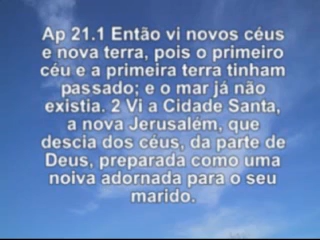 Ap 21.1 Então vi novos céus
e nova terra, pois o primeiro
céu e a primeira terra tinham
passado; e o mar já não
existia. 2 Vi a Cidade Santa,
a nova Jerusalém, que
descia dos céus, da parte de
Deus, preparada como uma
noiva adornada para o seu
marido.